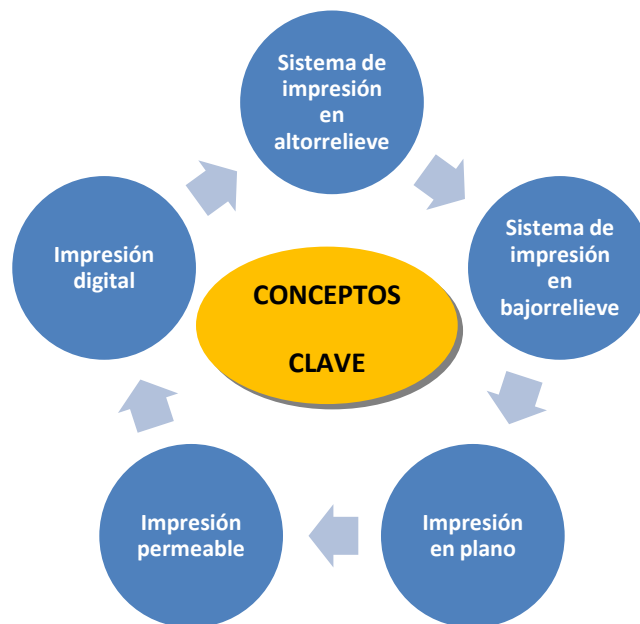 Sistema de
impresión
en
altorrelieve
Sistema de
impresión
en
bajorrelieve
Impresión
en plano
Impresión
permeable
Impresión
digital
CONCEPTOS
CLAVE